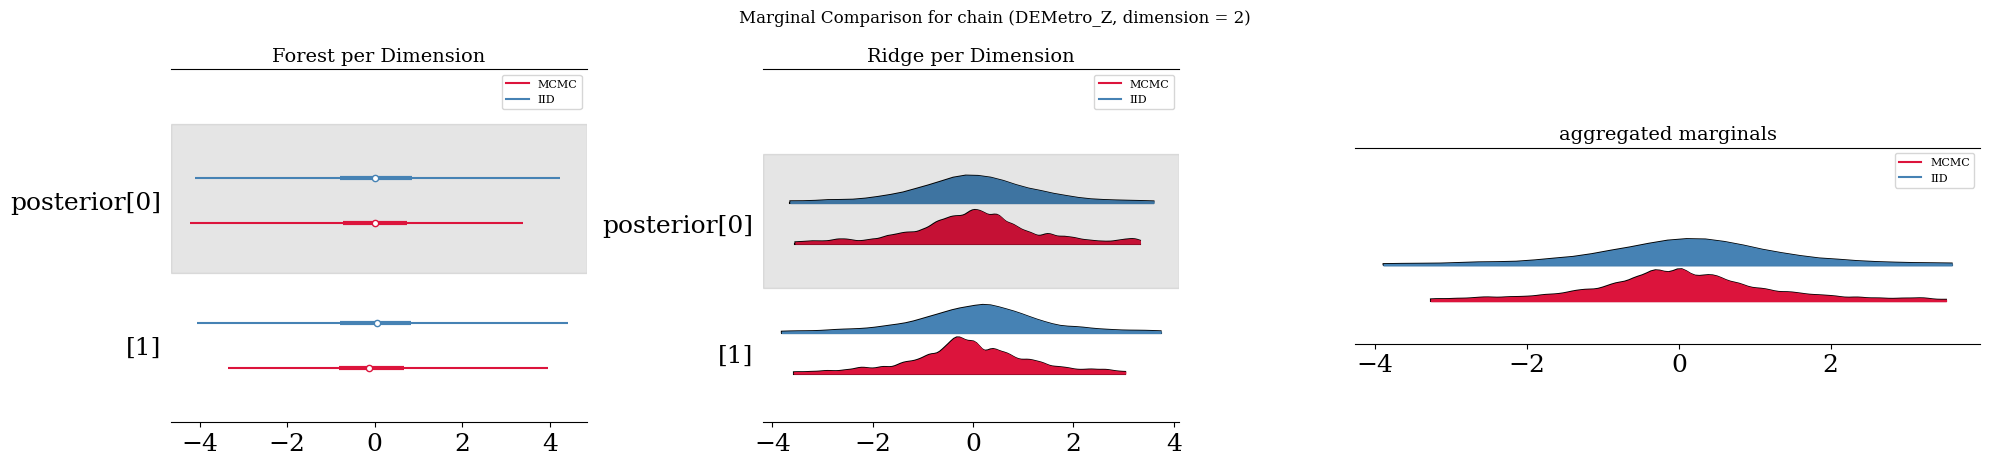 Marginal Comparison for chain (DEMetro_Z, dimension = 2)
Forest per Dimension
MCMC
IID
posterior[0]
[1]
−4 −2 0 2 4
Ridge per Dimension
MCMC
IID
posterior[0]
[1]
−4 −2 0 2 4
aggregated marginals
MCMC
IID
−4 −2 0 2